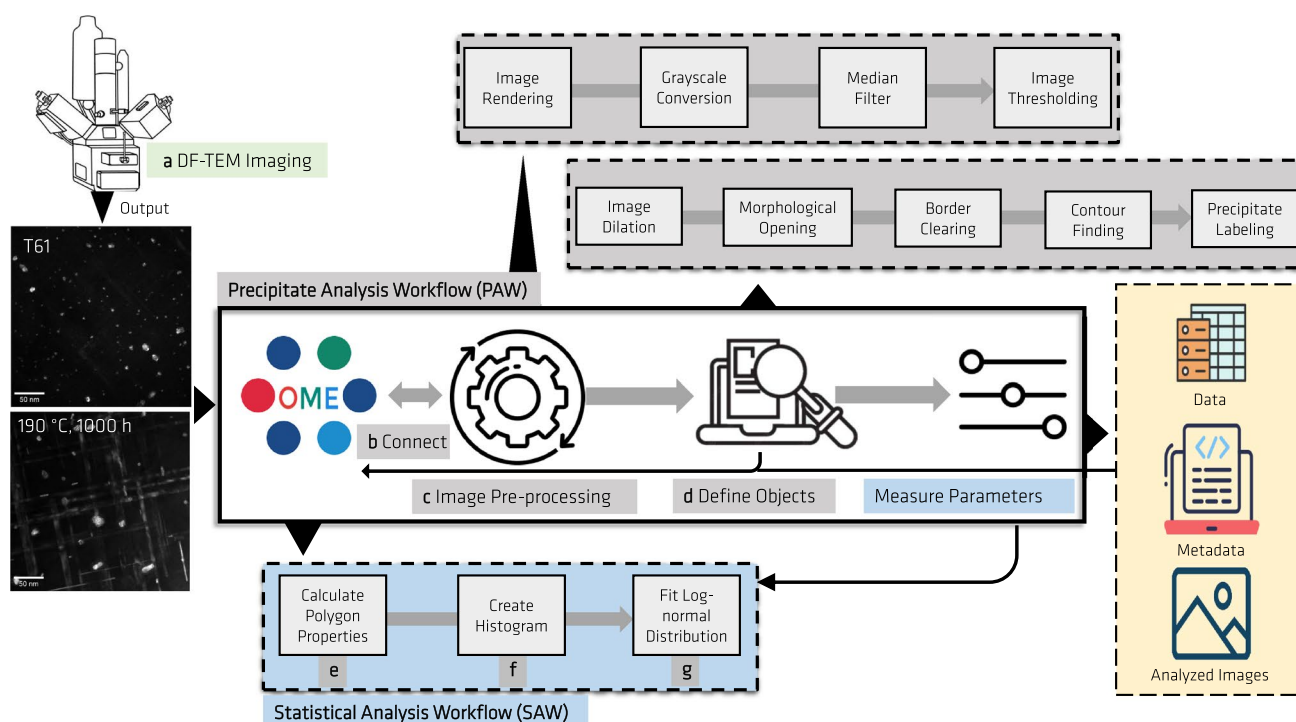 Image
Rendering
Grayscale
Conversion
Median
Filter
Image
Thresholding
a DF-TEM Imaging
Output
Image
Dilation
Morphological
Opening
Border
Clearing
Contour
Finding
Precipitate
Labeling
T61
50 nm
190 °C, 1000 h
50 nm
Precipitate Analysis Workflow (PAW)
OME
b Connect
c Image Pre-processing
d Define Objects
Measure Parameters
Data
</>
Metadata
Analyzed Images
Calculate
Polygon
Properties
Create
Histogram
Fit Log-
normal
Distribution
e
f
g
Statistical Analysis Workflow (SAW)